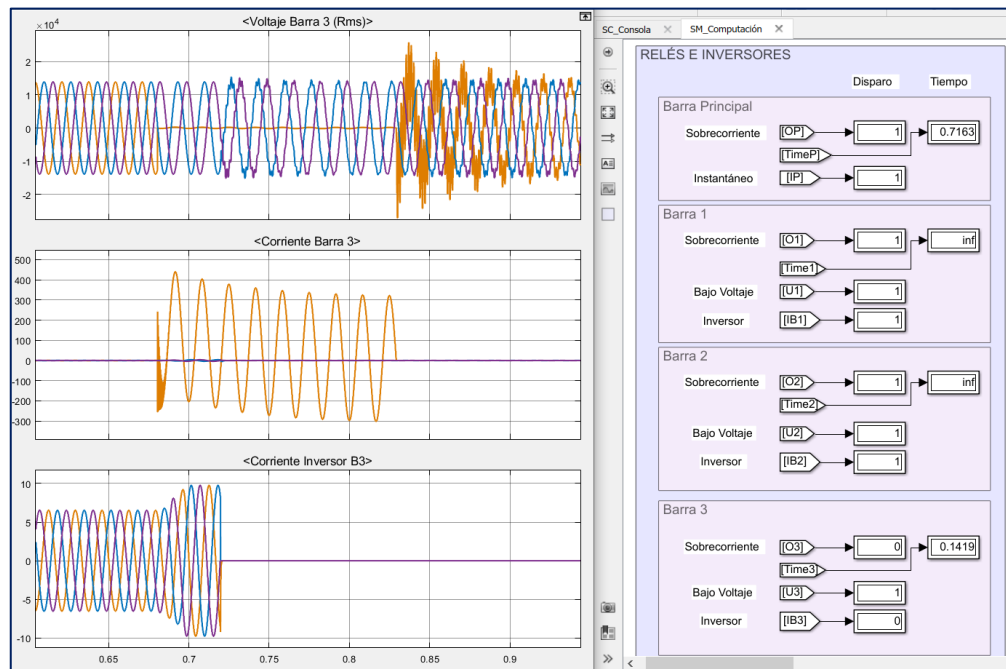 <Voltaje Barra 3 (Rms)>
×10⁴
2
1
0
-1
-2
<Corriente Barra 3>
500
400
300
200
100
0
-100
-200
-300
<Corriente Inversor B3>
10
5
0
-5
-10
0.65
0.7
0.75
0.8
0.85
0.9
SC_Consola
SM_Computación
RELÉS E INVERSORES
Disparo Tiempo
Barra Principal
Sobrecorriente [OP] 1 0.7163
[TimeP]
Instantáneo [IP] 1
Barra 1
Sobrecorriente [O1] 1 inf
[Time1]
Bajo Voltaje [U1] 1
Inversor [IB1] 1
Barra 2
Sobrecorriente [O2] 1 inf
[Time2]
Bajo Voltaje [U2] 1
Inversor [IB2] 1
Barra 3
Sobrecorriente [O3] 0 0.1419
[Time3]
Bajo Voltaje [U3] 1
Inversor [IB3] 0